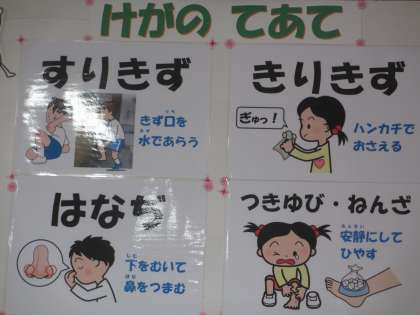 けがの てあて
すりきず
きず口を
水であらう
きりきず
ぎゅっ!
ハンカチで
おさえる
はなぢ
下をむいて
鼻をつまむ
つきゆび・ねんざ
安静にして
ひやす